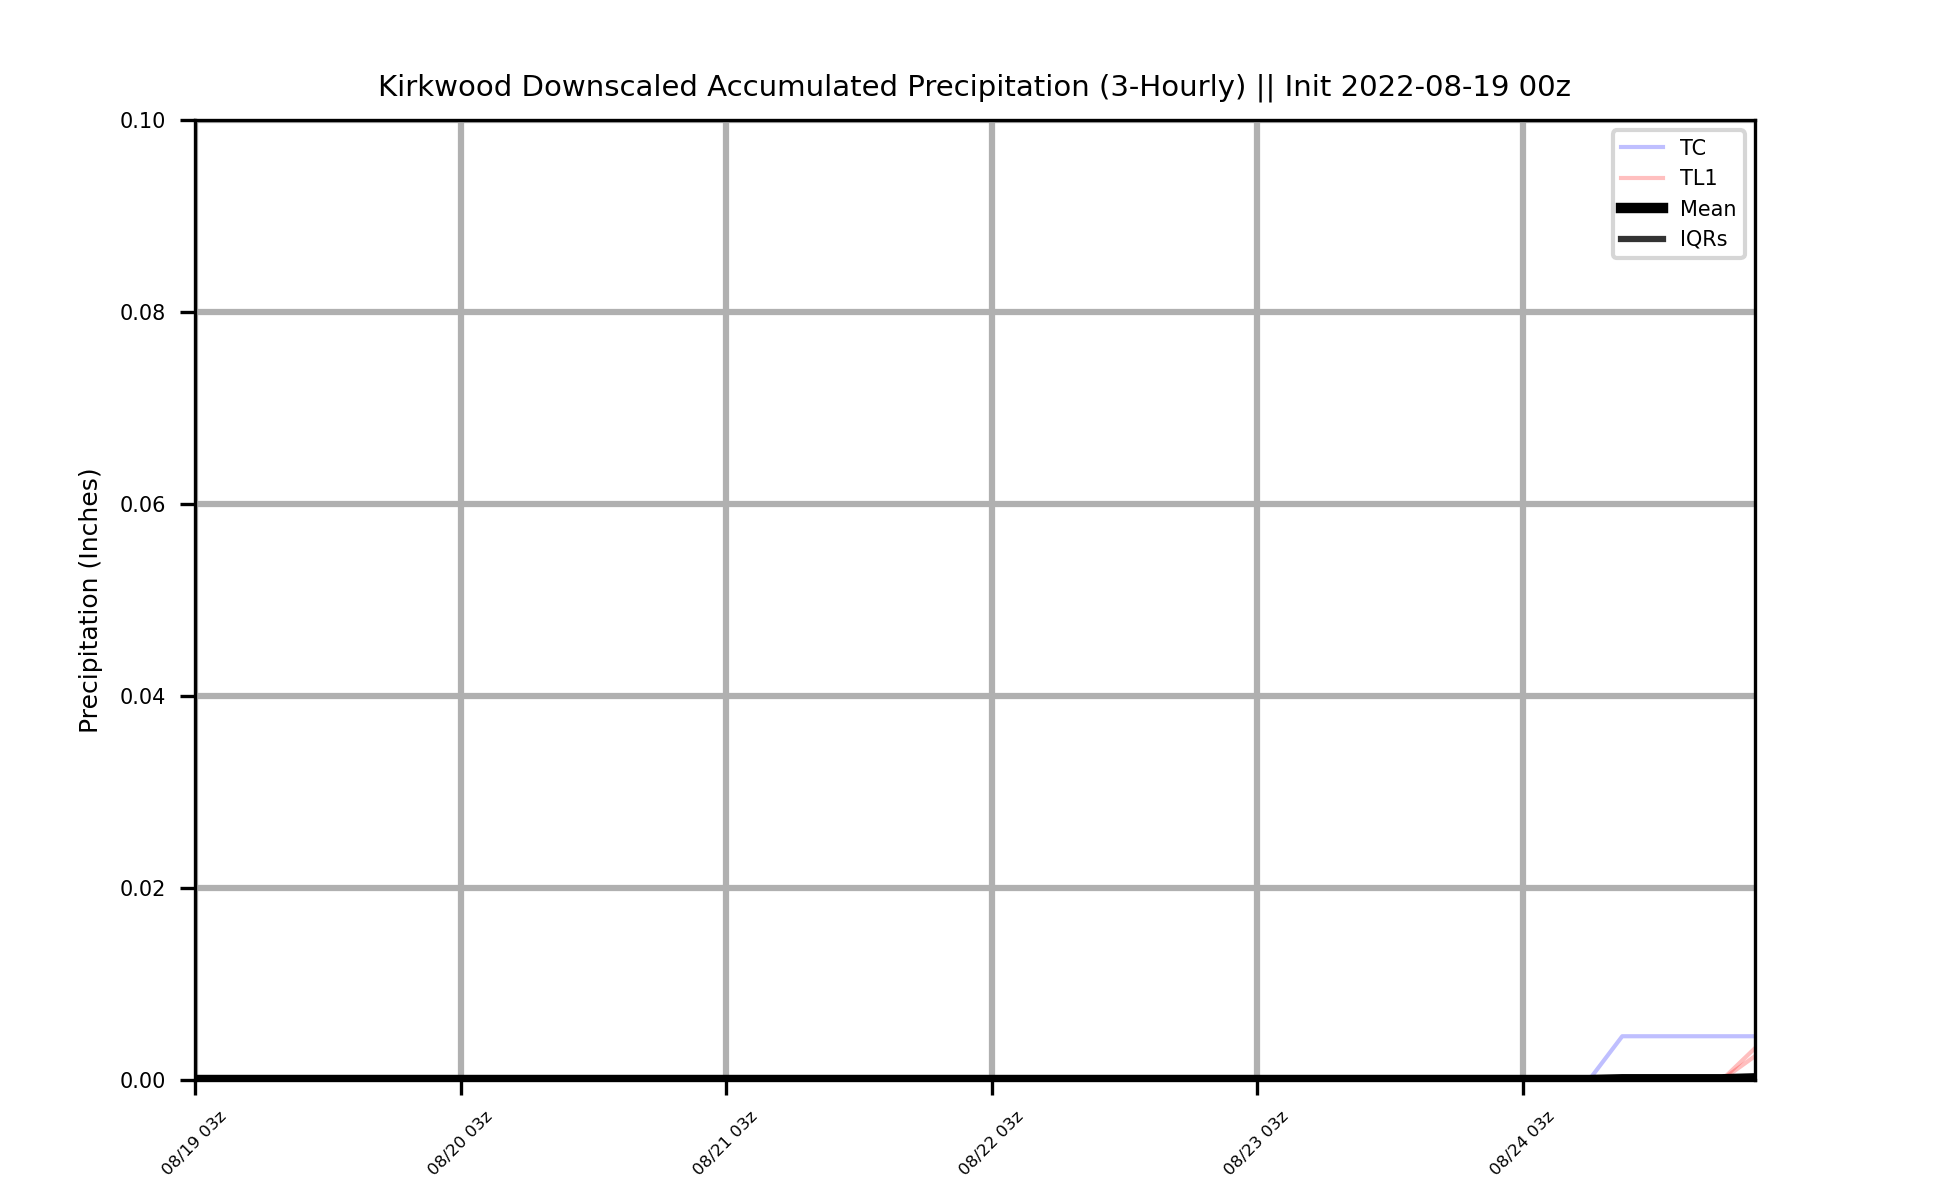 Kirkwood Downscaled Accumulated Precipitation (3-Hourly) || Init 2022-08-19 00z
0.10
0.08
0.06
0.04
0.02
0.00
Precipitation (Inches)
TC
TL1
Mean
IQRs
08/19 03z
08/20 03z
08/21 03z
08/22 03z
08/23 03z
08/24 03z